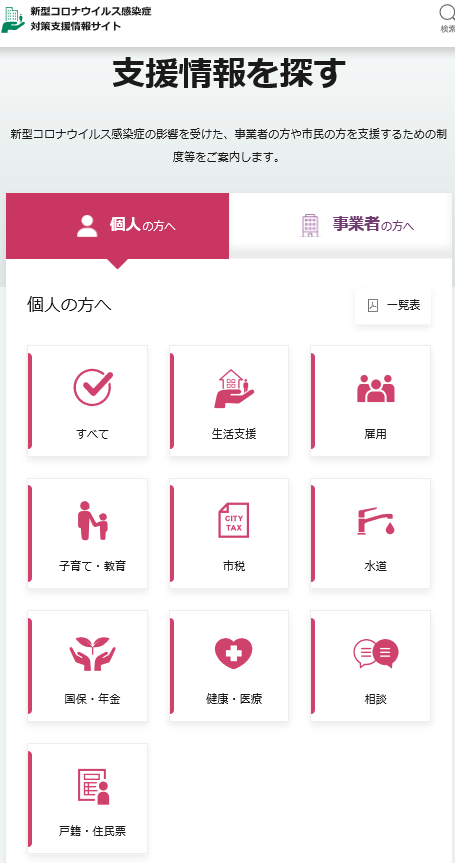 新型コロナウイルス感染症
対策支援情報サイト
検索
支援情報を探す
新型コロナウイルス感染症の影響を受けた、事業者の方や市民の方を支援するための制
度等をご案内します。
個人の方へ
事業者の方へ
個人の方へ
一覧表
すべて
生活支援
雇用
子育て・教育
CITY
TAX
市税
水道
国保・年金
健康・医療
相談
戸籍・住民票